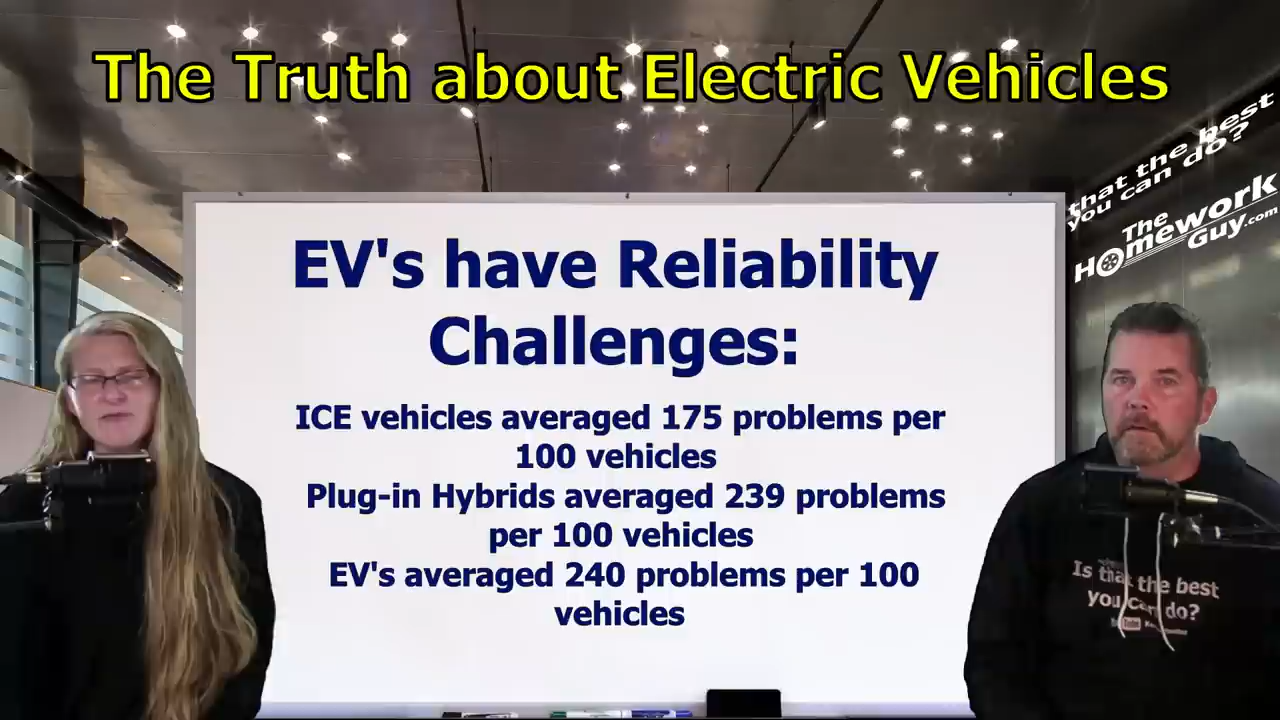 The Truth about Electric Vehicles
that the best
you can do?
The
Homework
Guy.com
EV's have Reliability
Challenges:
ICE vehicles averaged 175 problems per
100 vehicles
Plug-in Hybrids averaged 239 problems
per 100 vehicles
EV's averaged 240 problems per 100
vehicles
Is that the best
you can do?